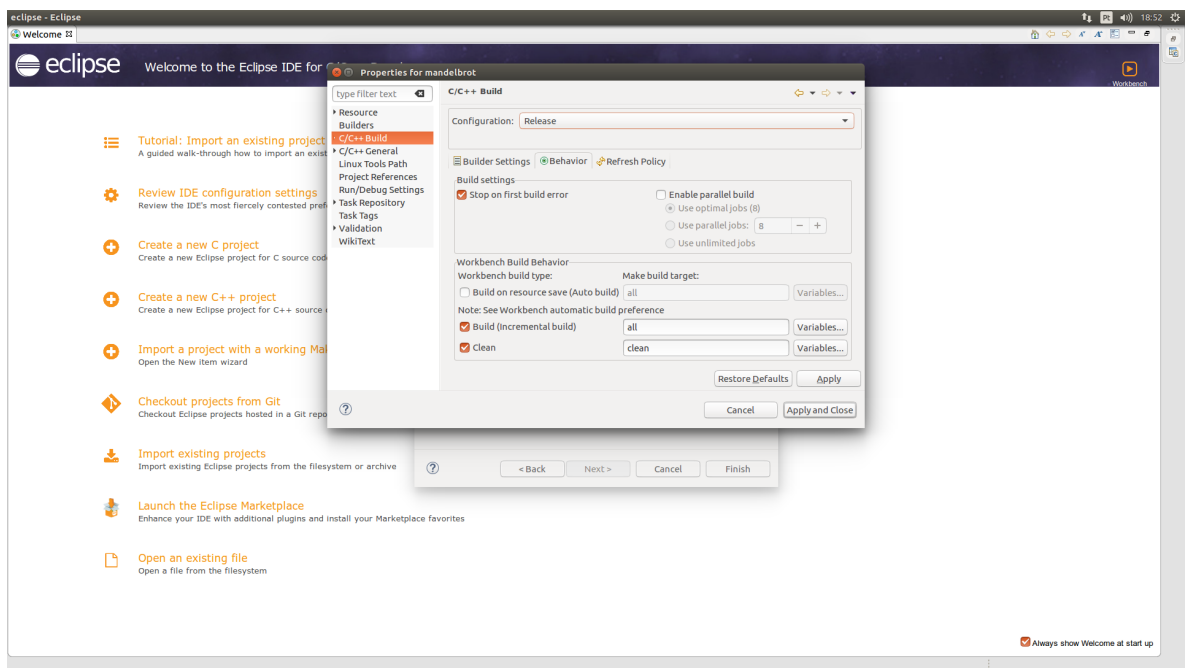 eclipse - Eclipse
Pt
18:52
Welcome
eclipse
Welcome to the Eclipse IDE for
Workbench
Properties for mandelbrot
type filter text
C/C++ Build
Resource
Builders
C/C++ Build
C/C++ General
Linux Tools Path
Project References
Run/Debug Settings
Task Repository
Task Tags
Validation
WikiText
Configuration: Release
Builder Settings Behavior Refresh Policy
Build settings
Stop on first build error Enable parallel build
Use optimal jobs (8)
Use parallel jobs: 8 − +
Use unlimited jobs
Workbench Build Behavior
Workbench build type: Make build target:
Build on resource save (Auto build) all Variables...
Note: See Workbench automatic build preference
Build (Incremental build) all Variables...
Clean clean Variables...
Restore Defaults Apply
Cancel Apply and Close
< Back Next > Cancel Finish
Tutorial: Import an existing project
A guided walk-through how to import an exist
Review IDE configuration settings
Review the IDE's most fiercely contested pref
Create a new C project
Create a new Eclipse project for C source cod
Create a new C++ project
Create a new Eclipse project for C++ source
Import a project with a working Ma
Open the New item wizard
Checkout projects from Git
Checkout Eclipse projects hosted in a Git repo
Import existing projects
Import existing Eclipse projects from the filesystem or archive
Launch the Eclipse Marketplace
Enhance your IDE with additional plugins and install your Marketplace favorites
Open an existing file
Open a file from the filesystem
Always show Welcome at start up